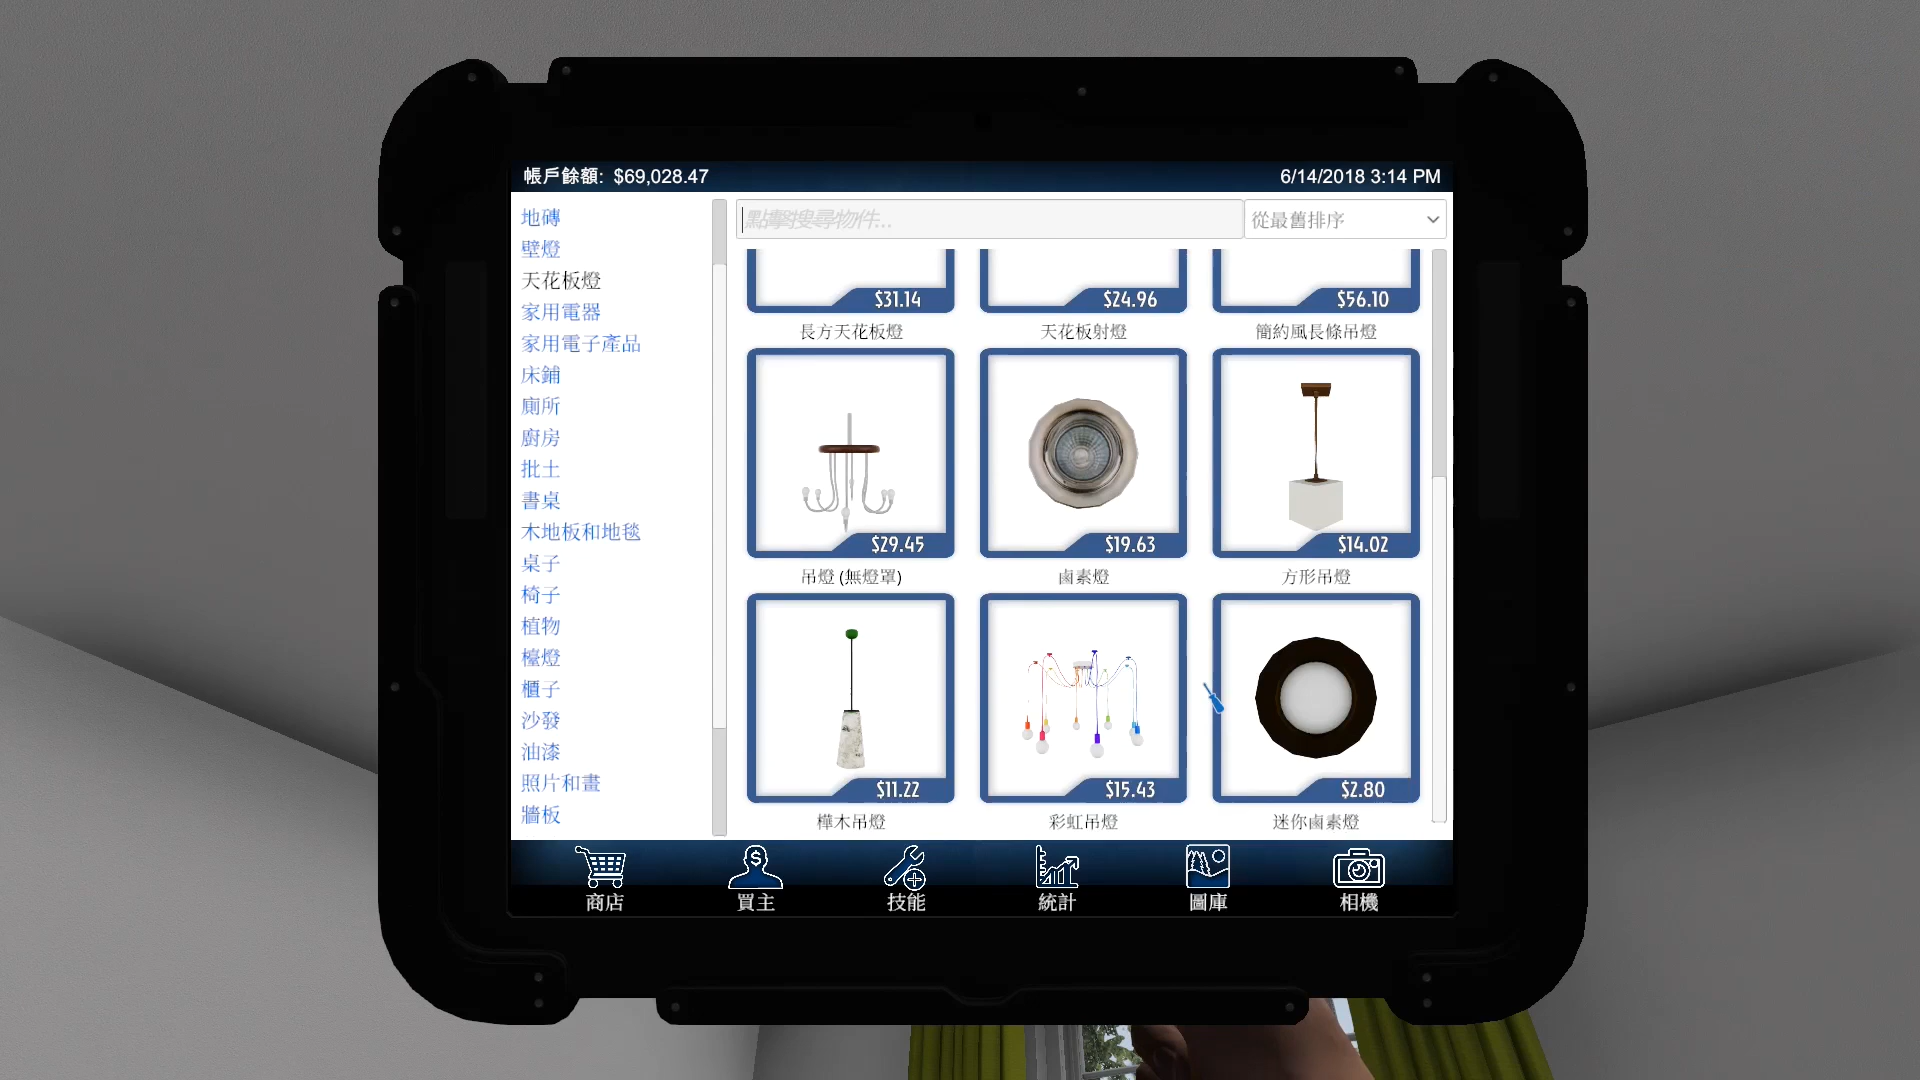 帳戶餘額: $69,028.47
6/14/2018 3:14 PM
地磚
壁燈
天花板燈
家用電器
家用電子產品
床鋪
廁所
廚房
批土
書桌
木地板和地毯
桌子
椅子
植物
檯燈
櫃子
沙發
油漆
照片和畫
牆板
點擊搜尋物件...
從最舊排序
$31.14
$24.96
$56.10
長方天花板燈
天花板射燈
簡約風長條吊燈
$29.45
$19.63
$14.02
吊燈 (無燈罩)
鹵素燈
方形吊燈
$11.22
$15.43
$2.80
樺木吊燈
彩虹吊燈
迷你鹵素燈
商店
買主
技能
統計
圖庫
相機